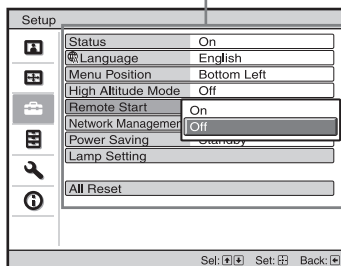 Setup
Status On
Language English
Menu Position Bottom Left
High Altitude Mode Off
Remote Start On
Network Managemen Off
Power Saving Standby
Lamp Setting
All Reset
Sel: Set: Back: